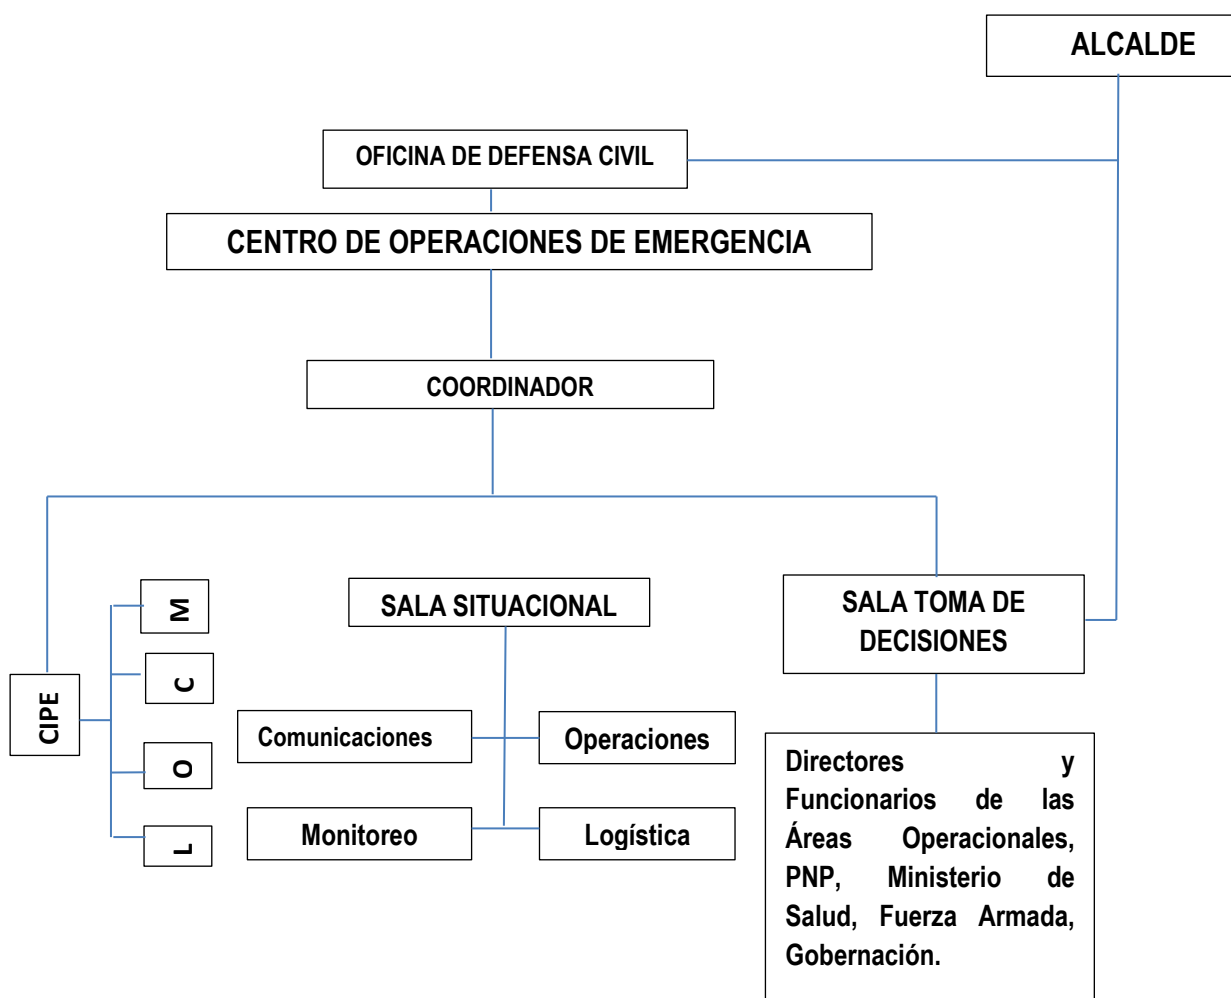 ALCALDE
OFICINA DE DEFENSA CIVIL
CENTRO DE OPERACIONES DE EMERGENCIA
COORDINADOR
CIPE
M
C
O
L
SALA SITUACIONAL
Comunicaciones
Operaciones
Monitoreo
Logística
SALA TOMA DE
DECISIONES
Directores y
Funcionarios de las
Áreas Operacionales,
PNP, Ministerio de
Salud, Fuerza Armada,
Gobernación.